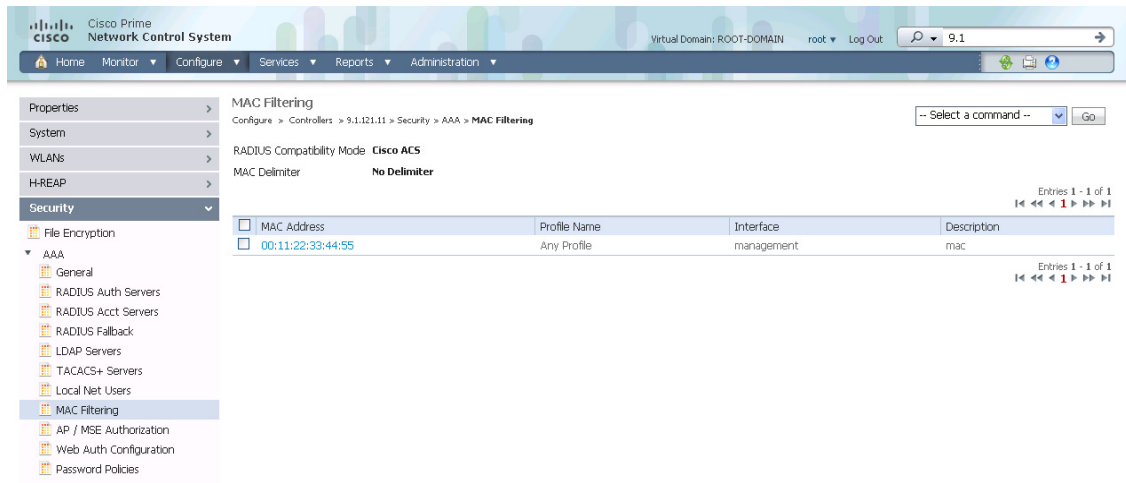 CISCO
Cisco Prime
Network Control System
Virtual Domain: ROOT-DOMAIN root Log Out 9.1
Home Monitor Configure Services Reports Administration
Properties
System
WLANs
H-REAP
Security
File Encryption
AAA
General
RADIUS Auth Servers
RADIUS Acct Servers
RADIUS Fallback
LDAP Servers
TACACS+ Servers
Local Net Users
MAC Filtering
AP / MSE Authorization
Web Auth Configuration
Password Policies
MAC Filtering
Configure > Controllers > 9.1.121.11 > Security > AAA > MAC Filtering
-- Select a command -- Go
RADIUS Compatibility Mode Cisco ACS
MAC Delimiter No Delimiter
Entries 1 - 1 of 1
1
MAC Address Profile Name Interface Description
00:11:22:33:44:55 Any Profile management mac
Entries 1 - 1 of 1
1